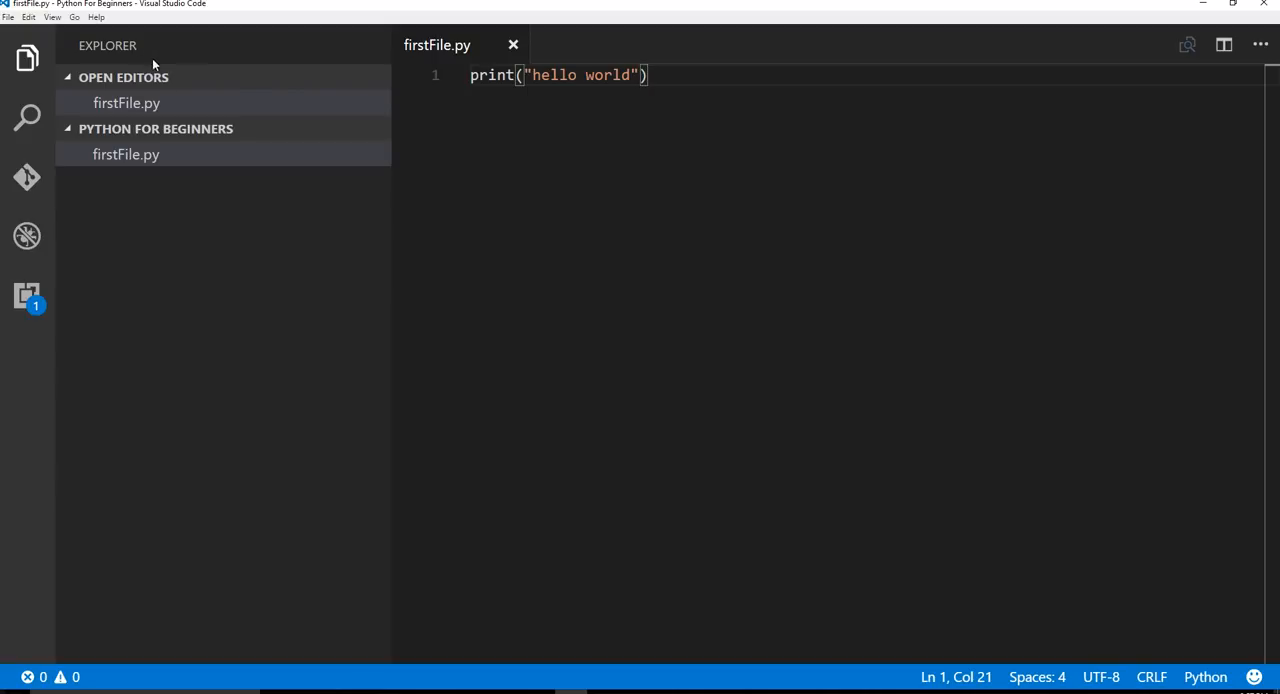 firstFile.py - Python For Beginners - Visual Studio Code
File Edit View Go Help
EXPLORER
OPEN EDITORS
firstFile.py
PYTHON FOR BEGINNERS
firstFile.py
1
firstFile.py
1 print("hello world")
0 0
Ln 1, Col 21 Spaces: 4 UTF-8 CRLF Python